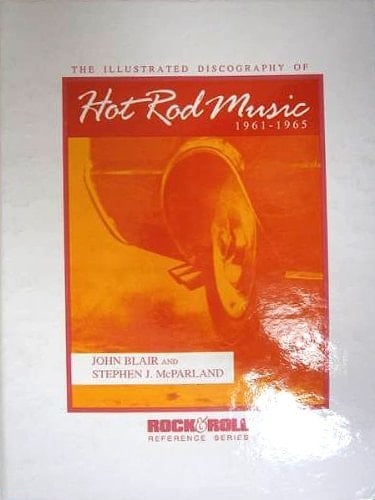 THE ILLUSTRATED DISCOGRAPHY OF
Hot Rod Music
1961-1965
JOHN BLAIR AND
STEPHEN J. McPARLAND
ROCK&ROLL
REFERENCE SERIES